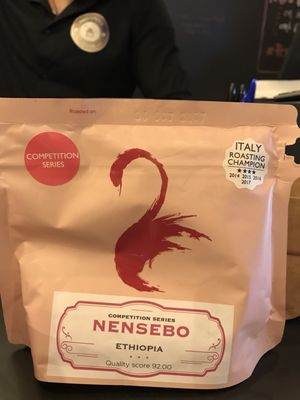 Roasted on:
COMPETITION
SERIES
ITALY
ROASTING
CHAMPION
★★★★
2014 2015 2016
2017
COMPETITION SERIES
NENSEBO
ETHIOPIA
Quality score 92.00